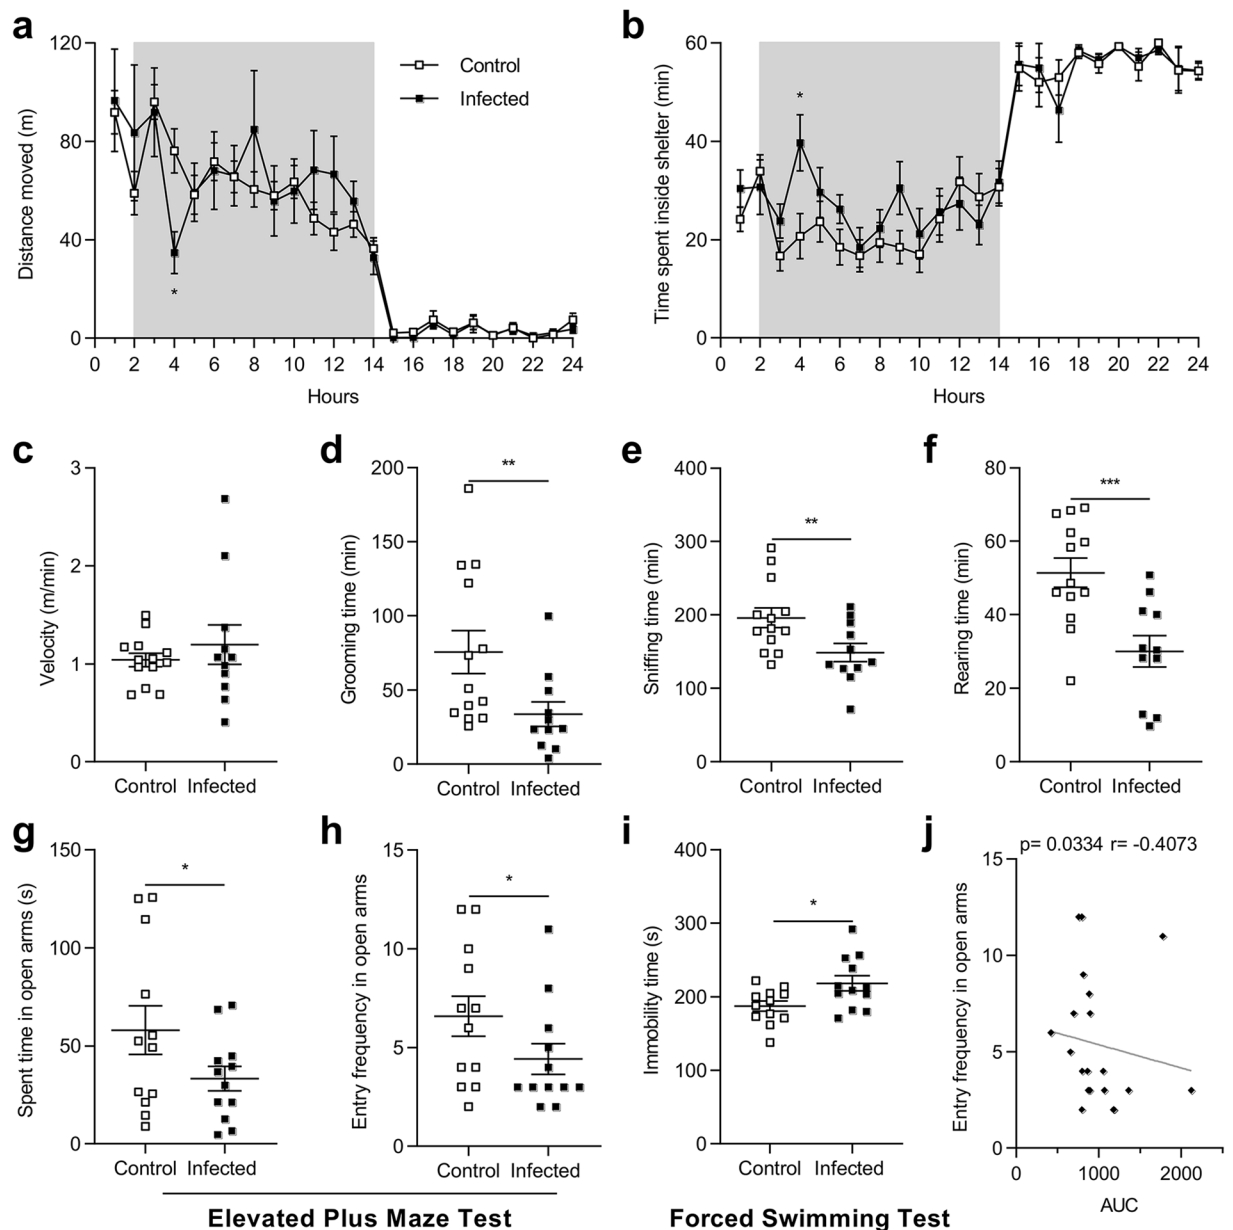 a
120
80
40
0
Distance moved (m)
Control
Infected
*
0 2 4 6 8 10 12 14 16 18 20 22 24
Hours
b
60
40
20
0
Time spent inside shelter (min)
*
0 2 4 6 8 10 12 14 16 18 20 22 24
Hours
c
3
2
1
0
Velocity (m/min)
Control Infected
d
200
150
100
50
0
Grooming time (min)
**
Control Infected
e
400
300
200
100
0
Sniffing time (min)
**
Control Infected
f
80
60
40
20
0
Rearing time (min)
***
Control Infected
g
150
100
50
0
Spent time in open arms (s)
*
Control Infected
h
15
10
5
0
Entry frequency in open arms
*
Control Infected
Elevated Plus Maze Test
i
400
300
200
100
0
Immobility time (s)
*
Control Infected
Forced Swimming Test
j
p= 0.0334 r= -0.4073
15
10
5
0
Entry frequency in open arms
0 1000 2000
AUC